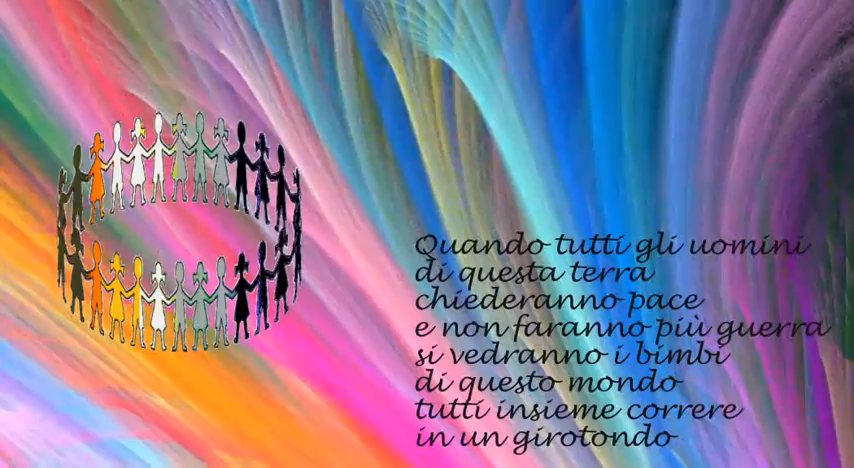 Quando tutti gli uomini
di questa terra
chiederanno pace
e non faranno più guerra
si vedranno i bimbi
di questo mondo
tutti insieme correre
in un girotondo